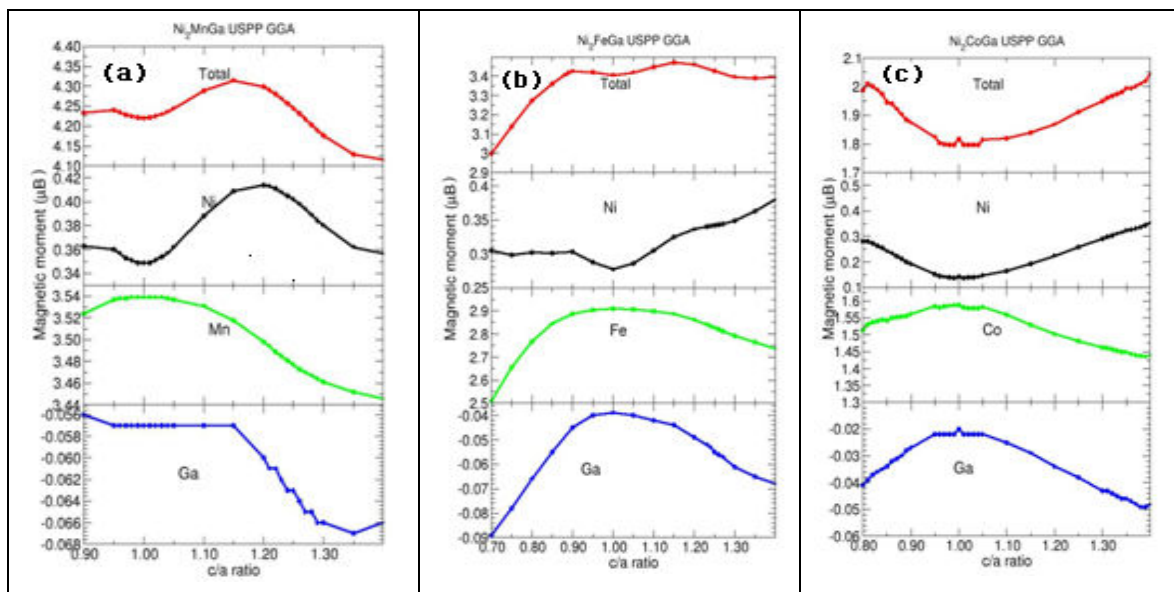 Ni2MnGa USPP GGA
(a)
Total
Ni
Mn
Ga
Magnetic moment (μB)
4.40
4.35
4.30
4.25
4.20
4.15
4.10
0.42
0.40
0.38
0.36
0.34
3.54
3.52
3.50
3.48
3.46
3.44
-0.056
-0.058
-0.060
-0.062
-0.064
-0.066
-0.068
0.90 1.00 1.10 1.20 1.30
c/a ratio
Ni2FeGa USPP GGA
(b)
Total
Ni
Fe
Ga
Magnetic moment (μB)
3.4
3.3
3.2
3.1
3
2.9
0.4
0.35
0.3
0.25
2.9
2.8
2.7
2.6
2.5
-0.04
-0.05
-0.06
-0.07
-0.08
-0.09
0.70 0.80 0.90 1.00 1.10 1.20 1.30
c/a ratio
Ni2CoGa USPP GGA
(c)
Total
Ni
Co
Ga
Magnetic moment (μB)
2.1
2
1.9
1.8
1.7
0.5
0.4
0.3
0.2
0.1
1.6
1.55
1.5
1.45
1.4
1.35
1.3
-0.02
-0.03
-0.04
-0.05
-0.06
0.80 0.90 1.00 1.10 1.20 1.30
c/a ratio